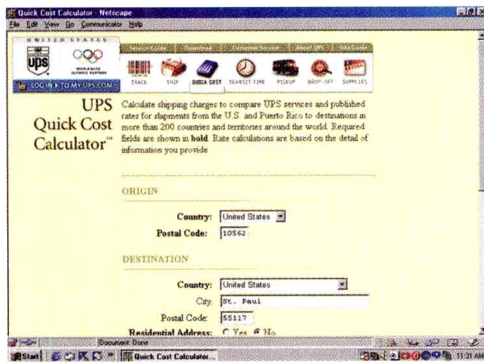 Quick Cost Calculator - Netscape
File Edit View Go Communicator Help
UNITED STATES
Service Guide Download Customer Service About UPS Site Guide
ups
WORLDWIDE OLYMPIC PARTNER
TRACK SHIP QUICK COST TRANSIT TIME PICKUP DROP-OFF SUPPLIES
LOG IN TO MY UPS.COM
UPS
Quick Cost
Calculator™
Calculate shipping charges to compare UPS services and published
rates for shipments from the U.S. and Puerto Rico to destinations in
more than 200 countries and territories around the world. Required
fields are shown in bold. Rate calculations are based on the detail of
information you provide.
ORIGIN
Country: United States
Postal Code: 10562
DESTINATION
Country: United States
City: St. Paul
Postal Code: 55117
Residential Address: Yes No
Document: Done
Start Quick Cost Calculator... 11:31 AM